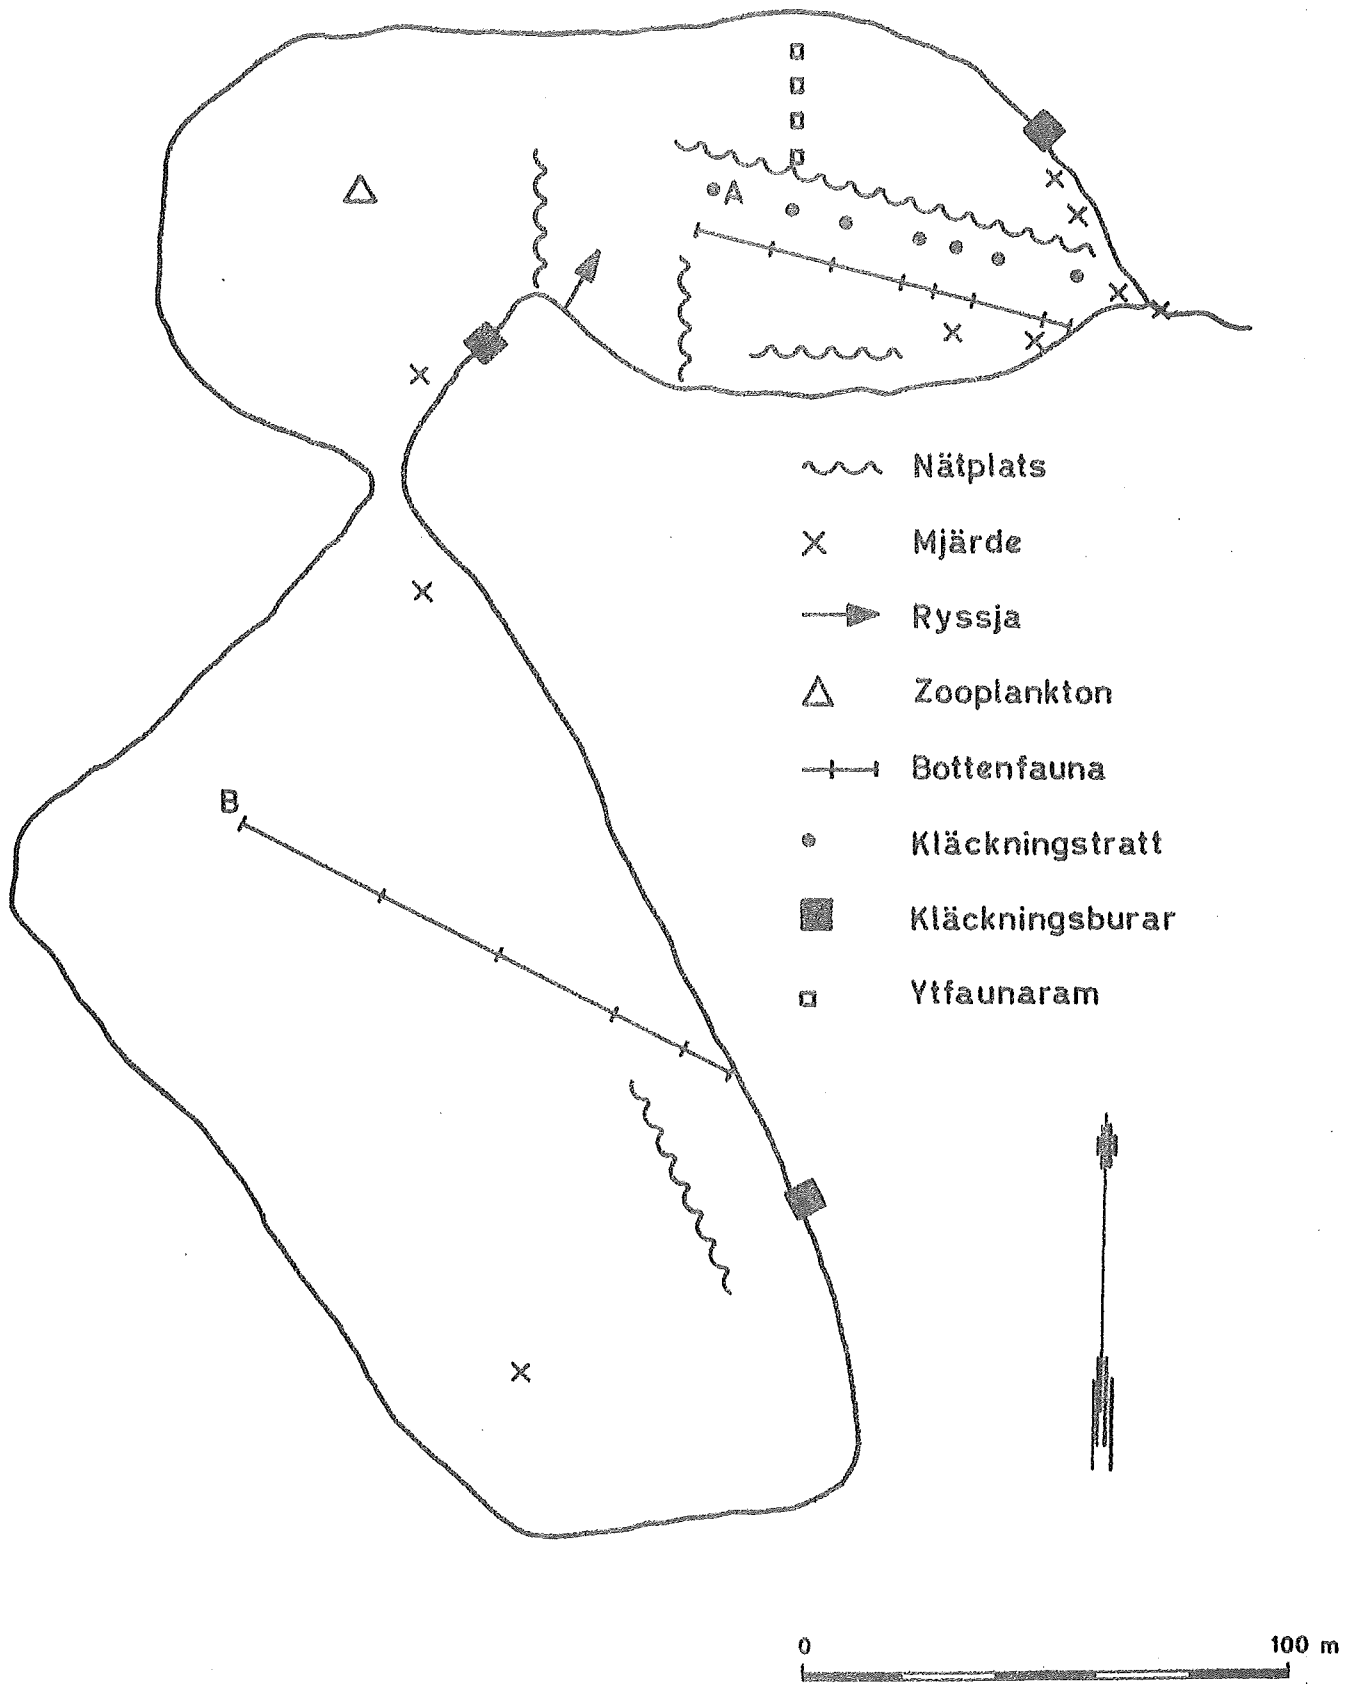 A
Nätplats
Mjärde
Ryssja
Zooplankton
Bottenfauna
B
Kläckningstratt
Kläckningsburar
Ytfaunaram
0 100 m